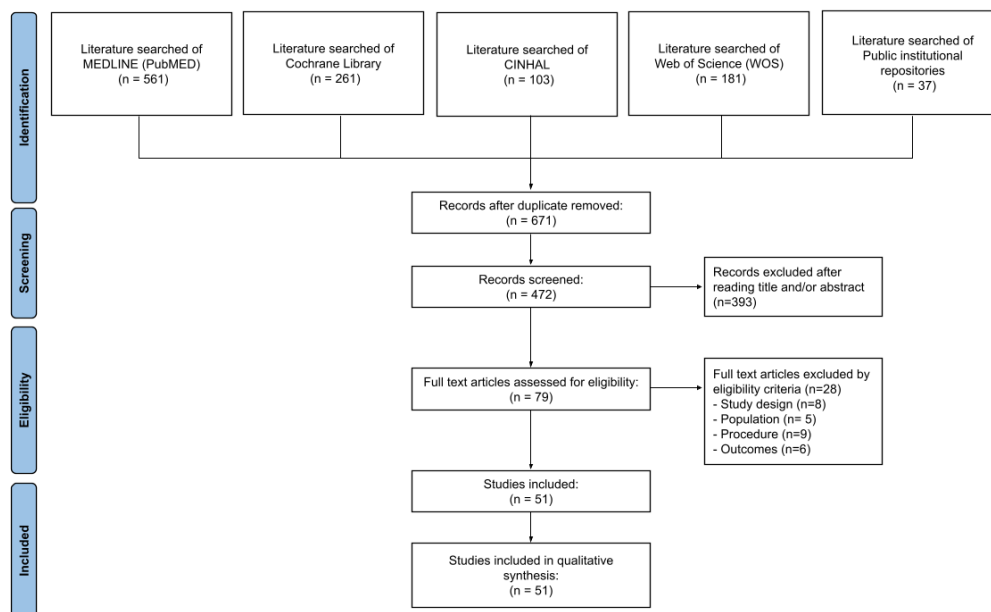 Identification
Literature searched of
MEDLINE (PubMED)
(n = 561)
Literature searched of
Cochrane Library
(n = 261)
Literature searched of
CINHAL
(n = 103)
Literature searched of
Web of Science (WOS)
(n = 181)
Literature searched of
Public institutional
repositories
(n = 37)
Screening
Records after duplicate removed:
(n = 671)
Records screened:
(n = 472)
Records excluded after
reading title and/or abstract
(n=393)
Eligibility
Full text articles assessed for eligibility:
(n = 79)
Full text articles excluded by
eligibility criteria (n=28)
- Study design (n=8)
- Population (n= 5)
- Procedure (n=9)
- Outcomes (n=6)
Included
Studies included:
(n = 51)
Studies included in qualitative
synthesis:
(n = 51)